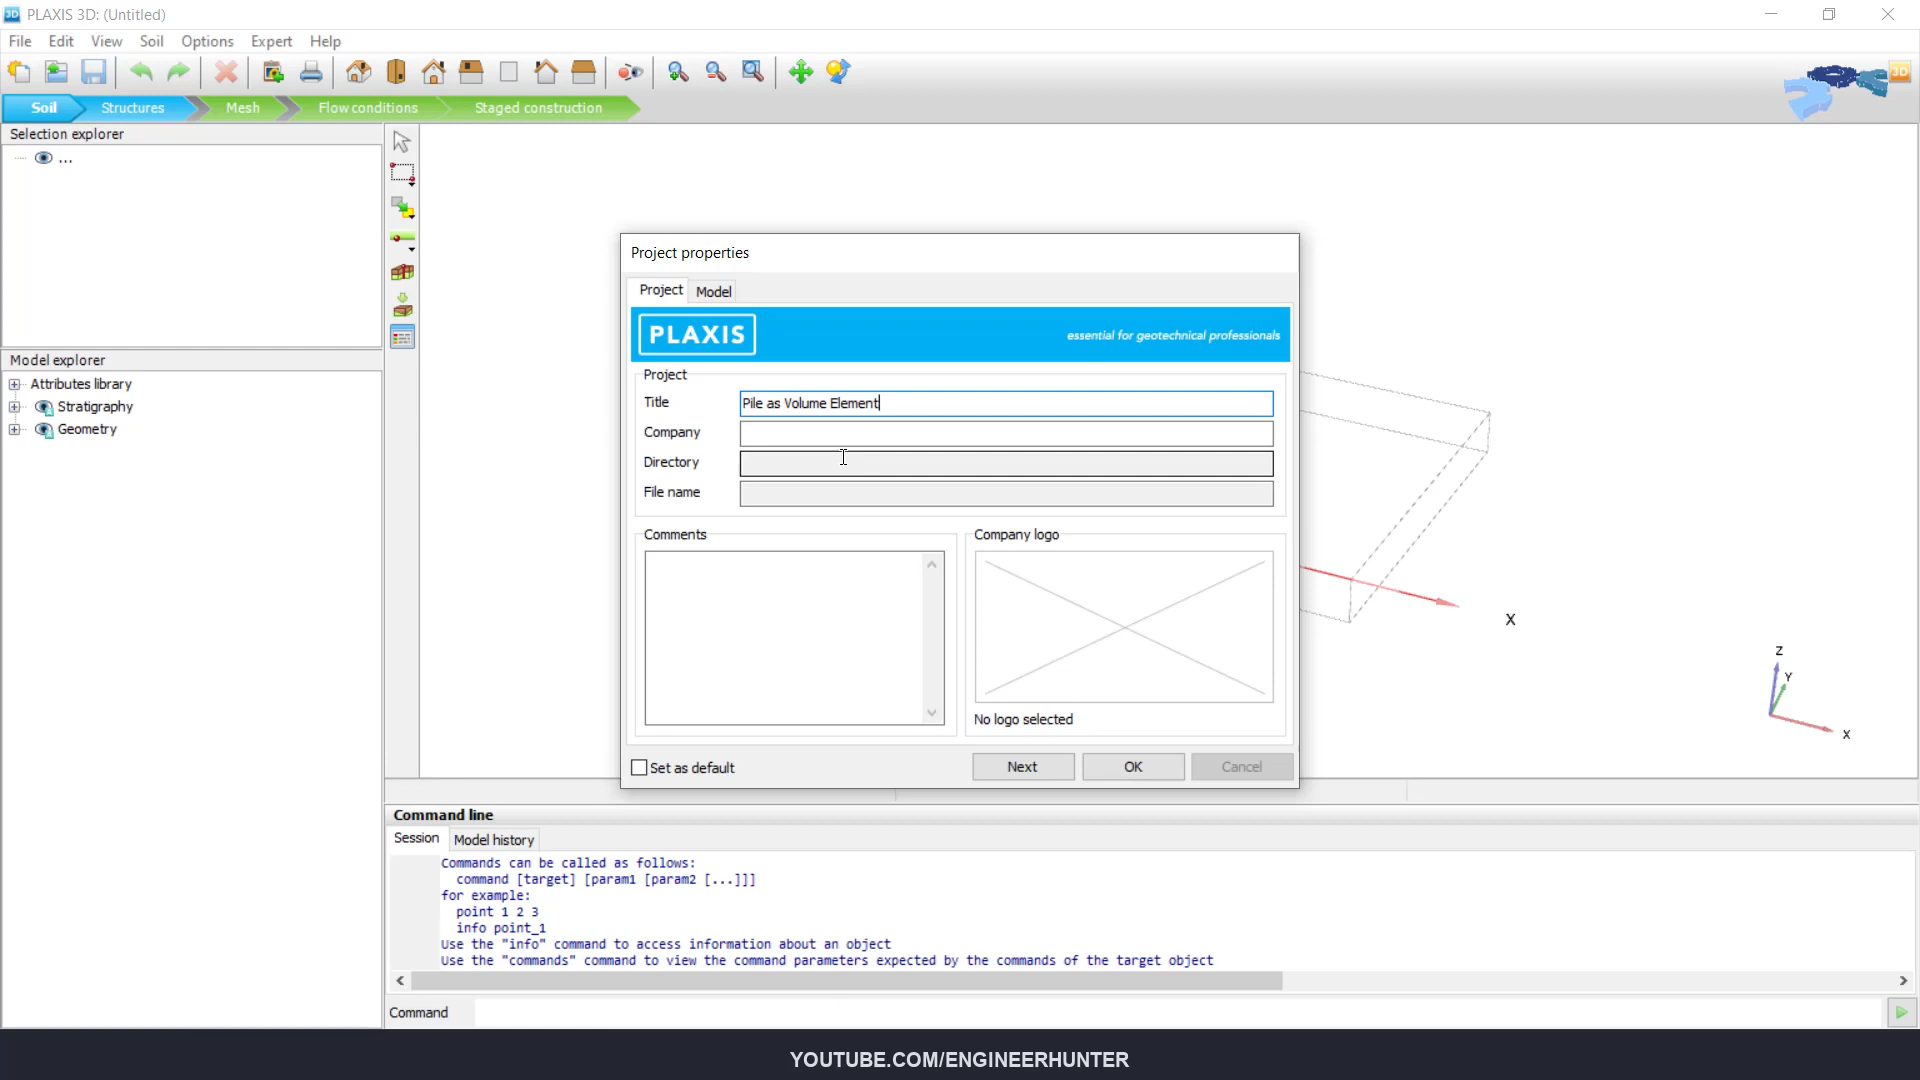 PLAXIS 3D: (Untitled)
File Edit View Soil Options Expert Help
3D
Soil Structures Mesh Flow conditions Staged construction
Selection explorer
...
Model explorer
Attributes library
Stratigraphy
Geometry
Project properties
Project Model
PLAXIS essential for geotechnical professionals
Project
Title Pile as Volume Element
Company
Directory
File name
Comments
Company logo
No logo selected
Set as default Next OK Cancel
X
Z
Y
X
Command line
Session Model history
Commands can be called as follows:
command [target] [param1 [param2 [...]]]
for example:
point 1 2 3
info point_1
Use the "info" command to access information about an object
Use the "commands" command to view the command parameters expected by the commands of the target object
Command
YOUTUBE.COM/ENGINEERHUNTER